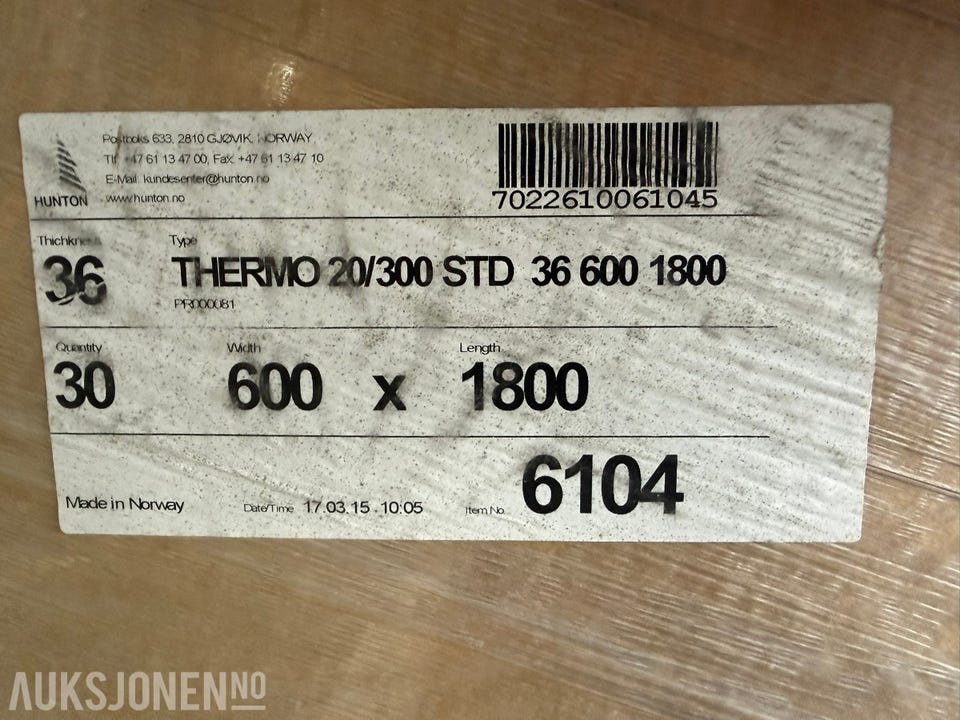 Postboks 633, 2810 GJØVIK, NORWAY
Tlf. +47 61 13 47 00, Fax: +47 61 13 47 10
E-Mail: kundesenter@hunton.no
www.hunton.no
HUNTON
7022610061045
Thichkness
Type
36
THERMO 20/300 STD 36 600 1800
PR000081
Quantity
Width
Length
30
600 x 1800
Made in Norway
Date/Time 17.03.15 10:05
Item No. 6104
AUKSJONEN NO